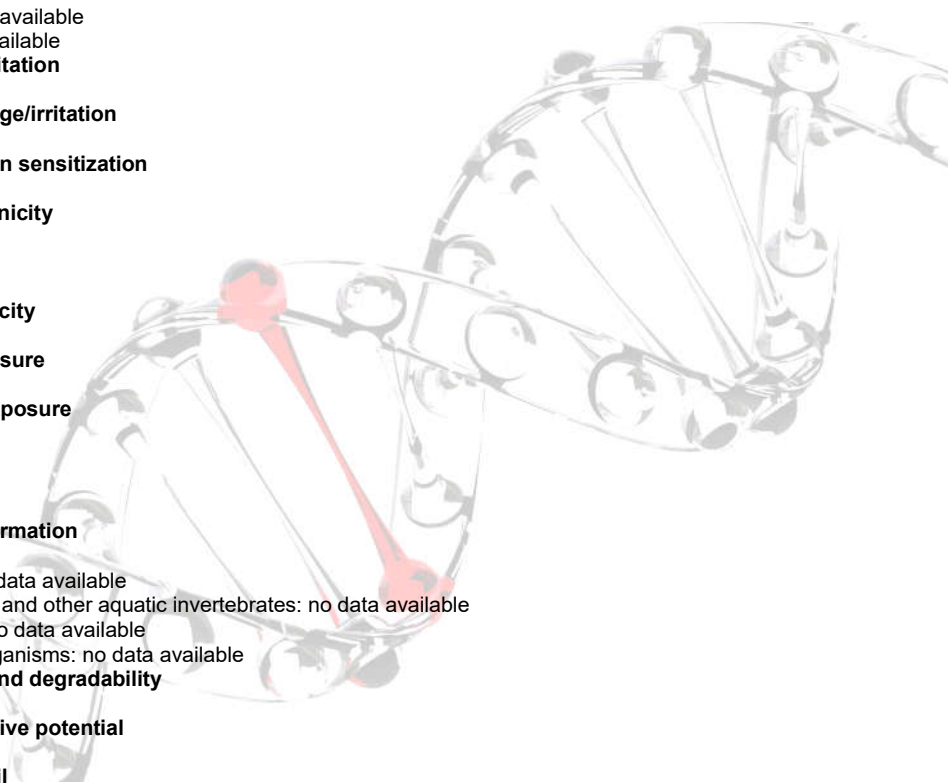 available
ailable
itation
ge/irritation
n sensitization
nicity
city
sure
posure
rmation
data available
and other aquatic invertebrates: no data available
o data available
ganisms: no data available
nd degradability
ive potential
il